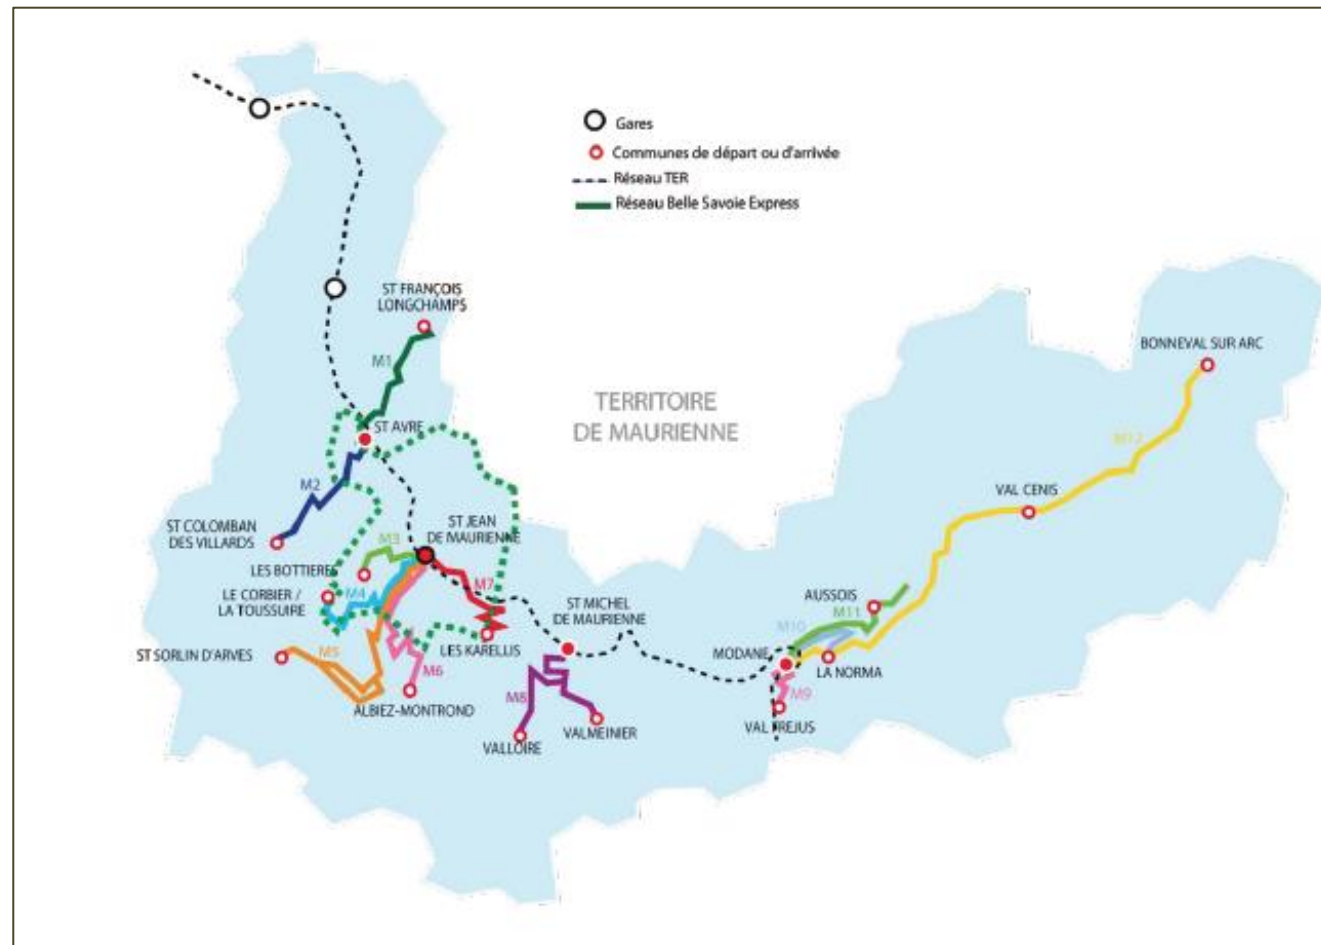 Gares
Communes de départ ou d'arrivée
Réseau TER
Réseau Belle Savoie Express
ST FRANÇOIS
LONGCHAMPS
M1
TERRITOIRE
DE MAURIENNE
BONNEVAL SUR ARC
ST AVRE
M12
M2
VAL CENIS
ST COLOMBAN
DES VILLARDS
ST JEAN
DE MAURIENNE
M3
LES BOTTIERES
M7
LE CORBIER /
LA TOUSSUIRE
M4
AUSSOIS
M11
ST MICHEL
DE MAURIENNE
M10
ST SORLIN D'ARVES
M5
LES KARELLIS
MODANE
LA NORMA
M6
M9
ALBIEZ-MONTROND
M8
VAL FREJUS
VALMEINIER
VALLOIRE